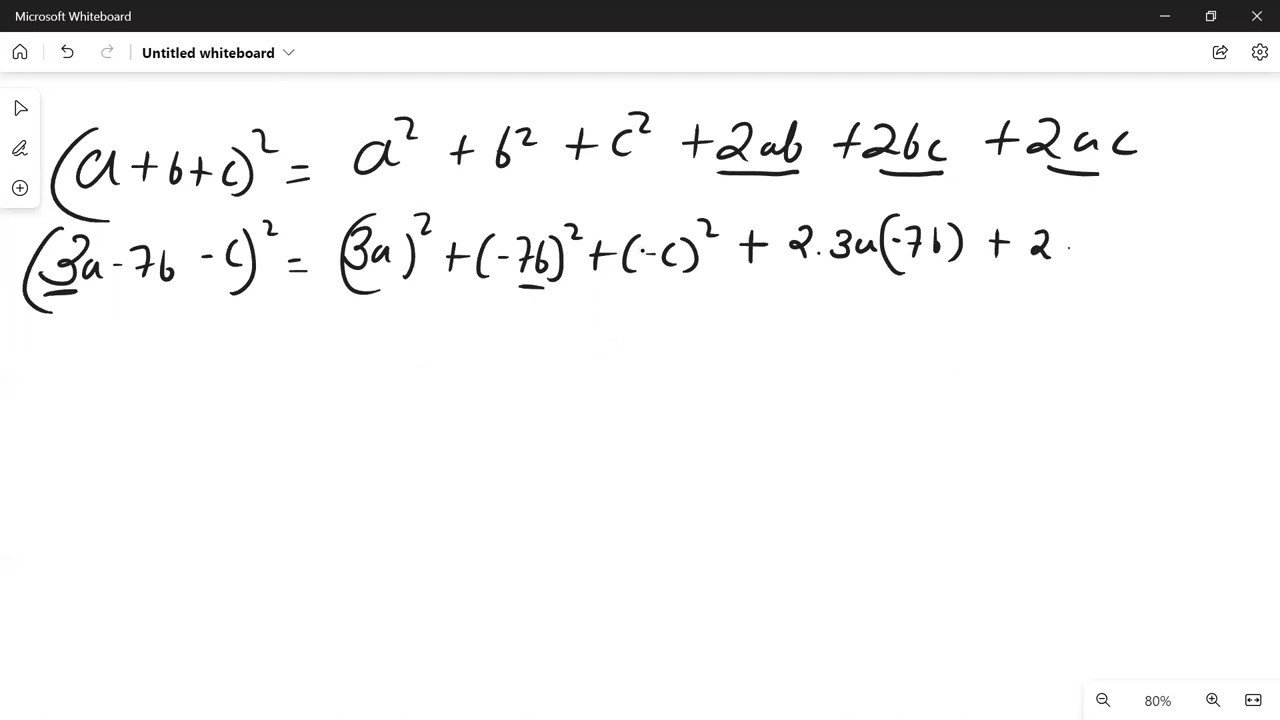 Microsoft Whiteboard
Untitled whiteboard
(a+b+c)² = a² + b² + c² +2ab +2bc +2ac
(3a-7b-c)² = (3a)² +(-7b)² +(-c)² + 2.3a(-7b) + 2.
80%